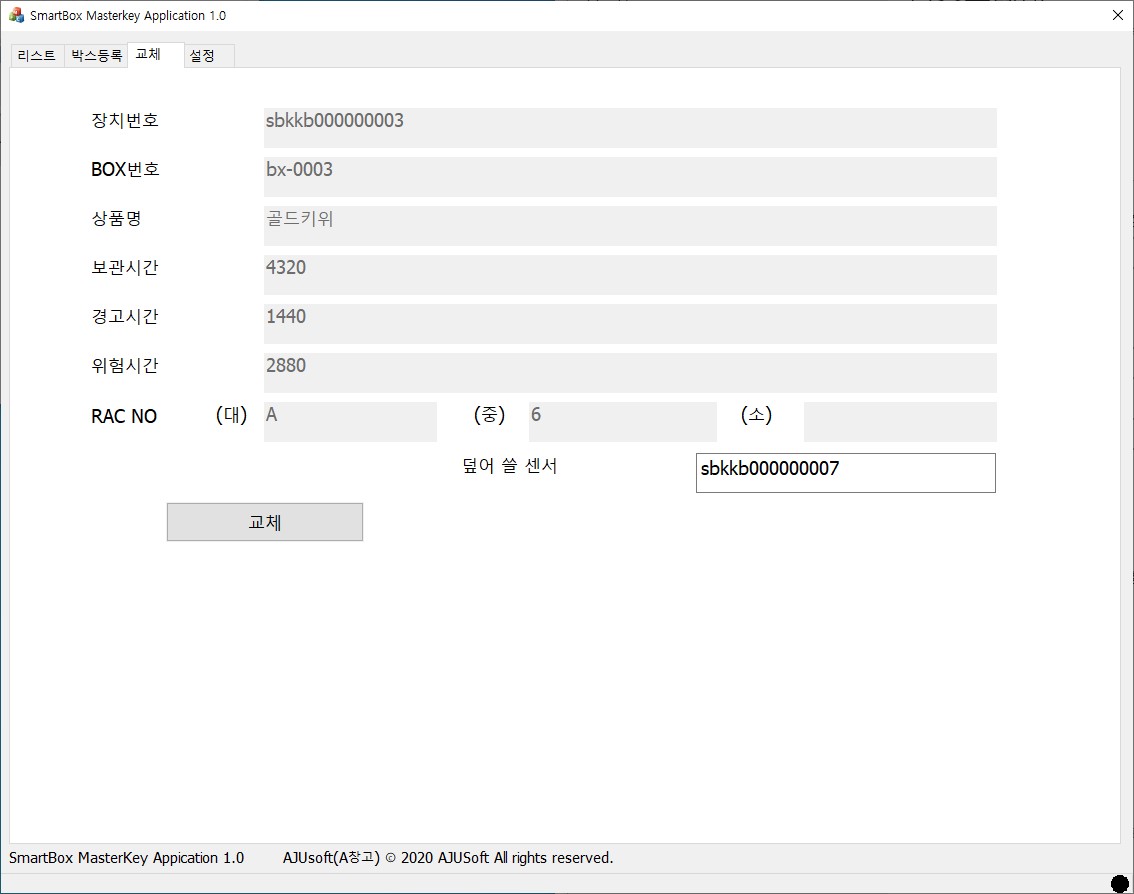 SmartBox Masterkey Application 1.0
리스트 박스등록 교체 설정
장치번호 sbkkb000000003
BOX번호 bx-0003
상품명 골드키위
보관시간 4320
경고시간 1440
위험시간 2880
RAC NO (대) A (중) 6 (소)
덮어 쓸 센서 sbkkb000000007
교체
SmartBox MasterKey Appication 1.0 AJUsoft(A창고) © 2020 AJUSoft All rights reserved.